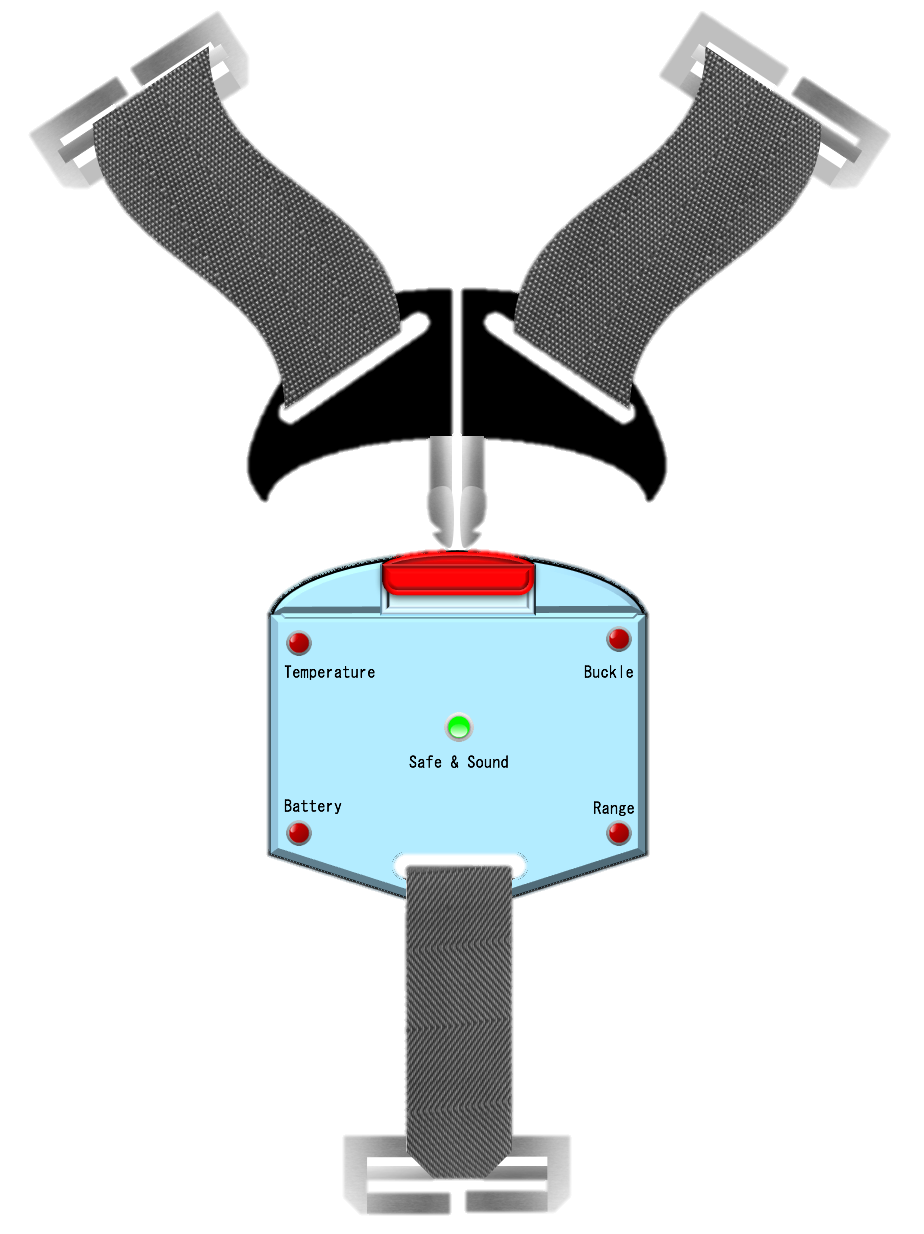 Temperature
Buckle
Safe & Sound
Battery
Range